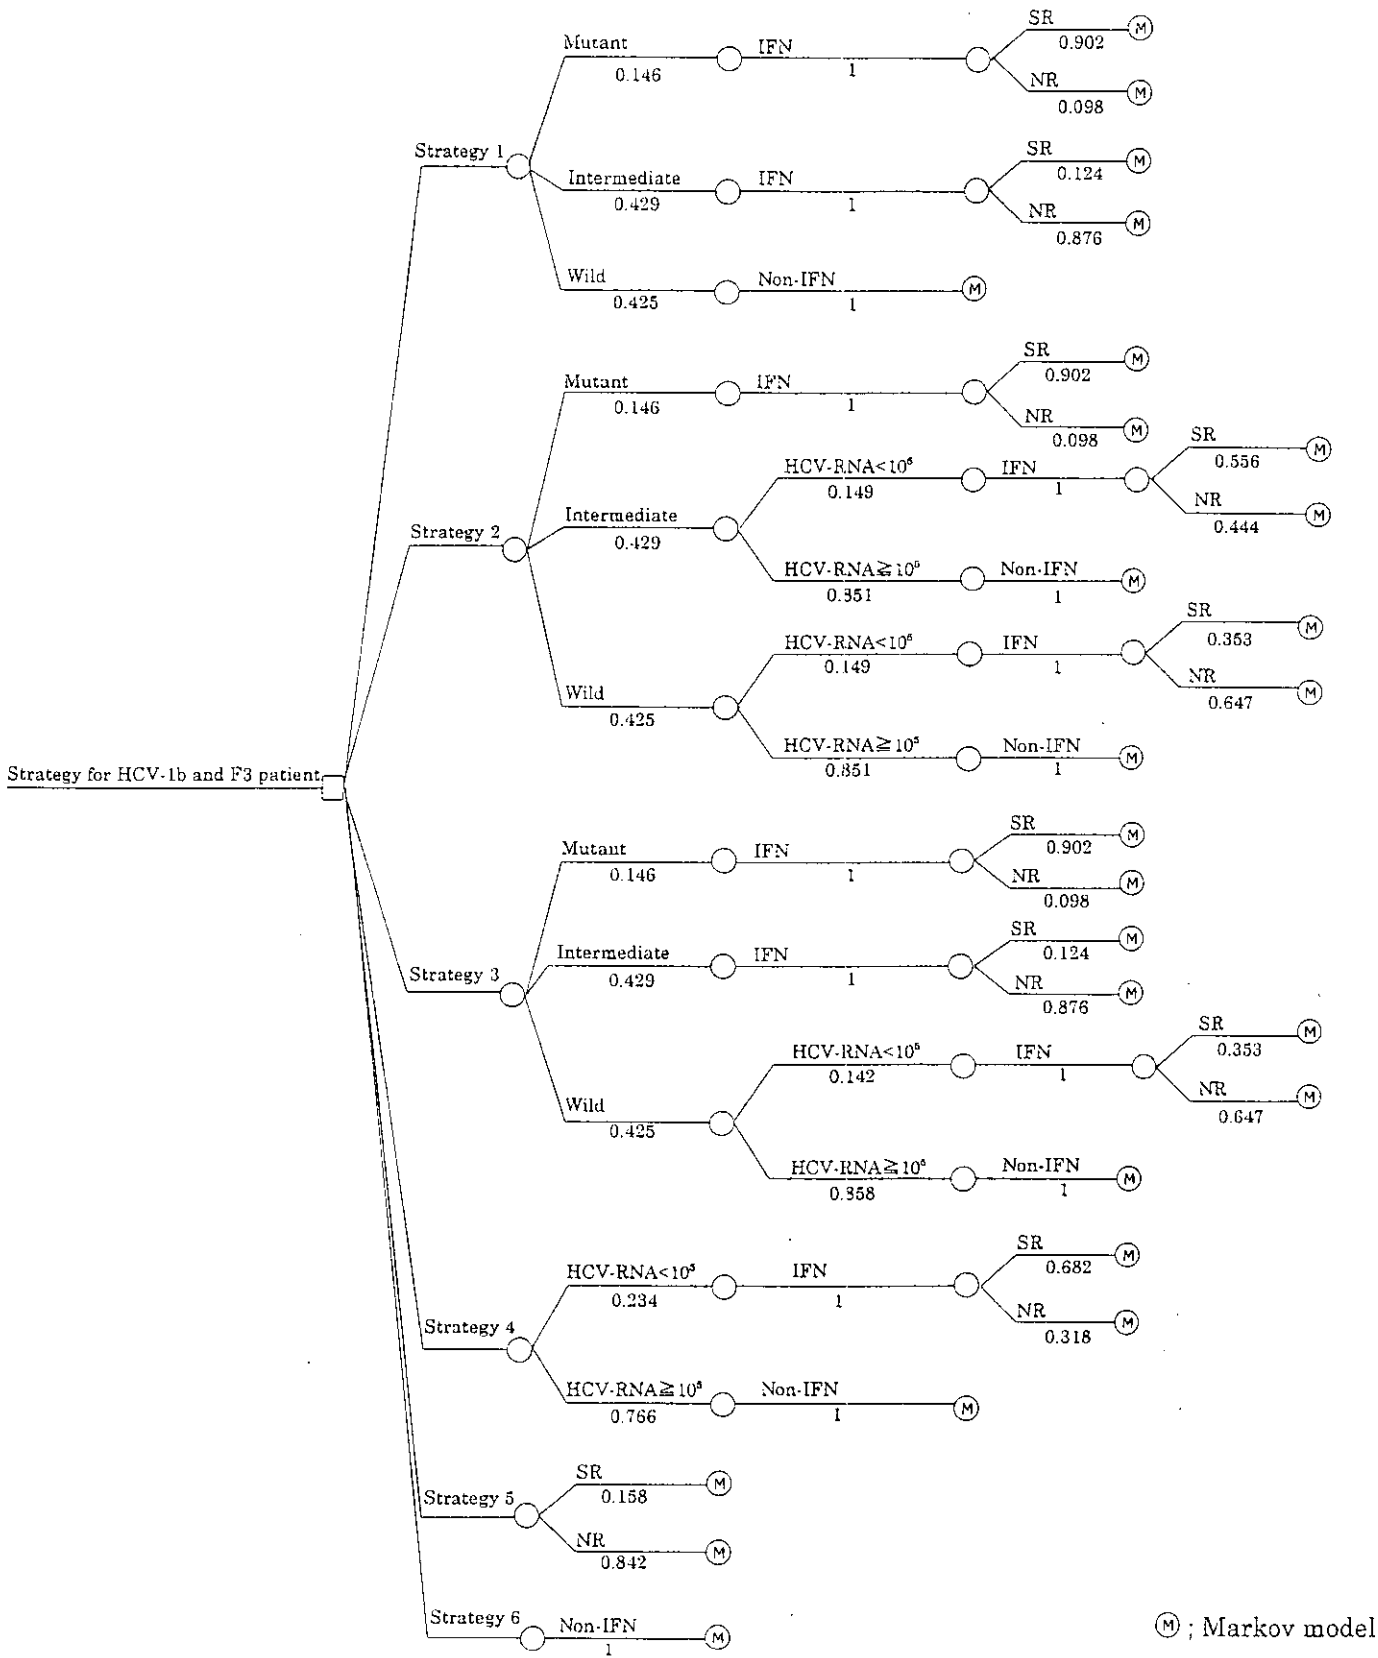 Strategy for HCV-1b and F3 patient
Strategy 1
Mutant
0.146
IFN
1
SR
0.902
NR
0.098
Intermediate
0.429
IFN
1
SR
0.124
NR
0.876
Wild
0.425
Non-IFN
1
Strategy 2
Mutant
0.146
IFN
1
SR
0.902
NR
0.098
Intermediate
0.429
HCV-RNA<10⁵
0.149
IFN
1
SR
0.556
NR
0.444
HCV-RNA≧10⁵
0.851
Non-IFN
1
Wild
0.425
HCV-RNA<10⁵
0.149
IFN
1
SR
0.353
NR
0.647
HCV-RNA≧10⁵
0.851
Non-IFN
1
Strategy 3
Mutant
0.146
IFN
1
SR
0.902
NR
0.098
Intermediate
0.429
IFN
1
SR
0.124
NR
0.876
Wild
0.425
HCV-RNA<10⁵
0.142
IFN
1
SR
0.353
NR
0.647
HCV-RNA≧10⁵
0.858
Non-IFN
1
Strategy 4
HCV-RNA<10⁵
0.234
IFN
1
SR
0.682
NR
0.318
HCV-RNA≧10⁵
0.766
Non-IFN
1
Strategy 5
SR
0.158
NR
0.842
Strategy 6
Non-IFN
1
Ⓜ ; Markov model